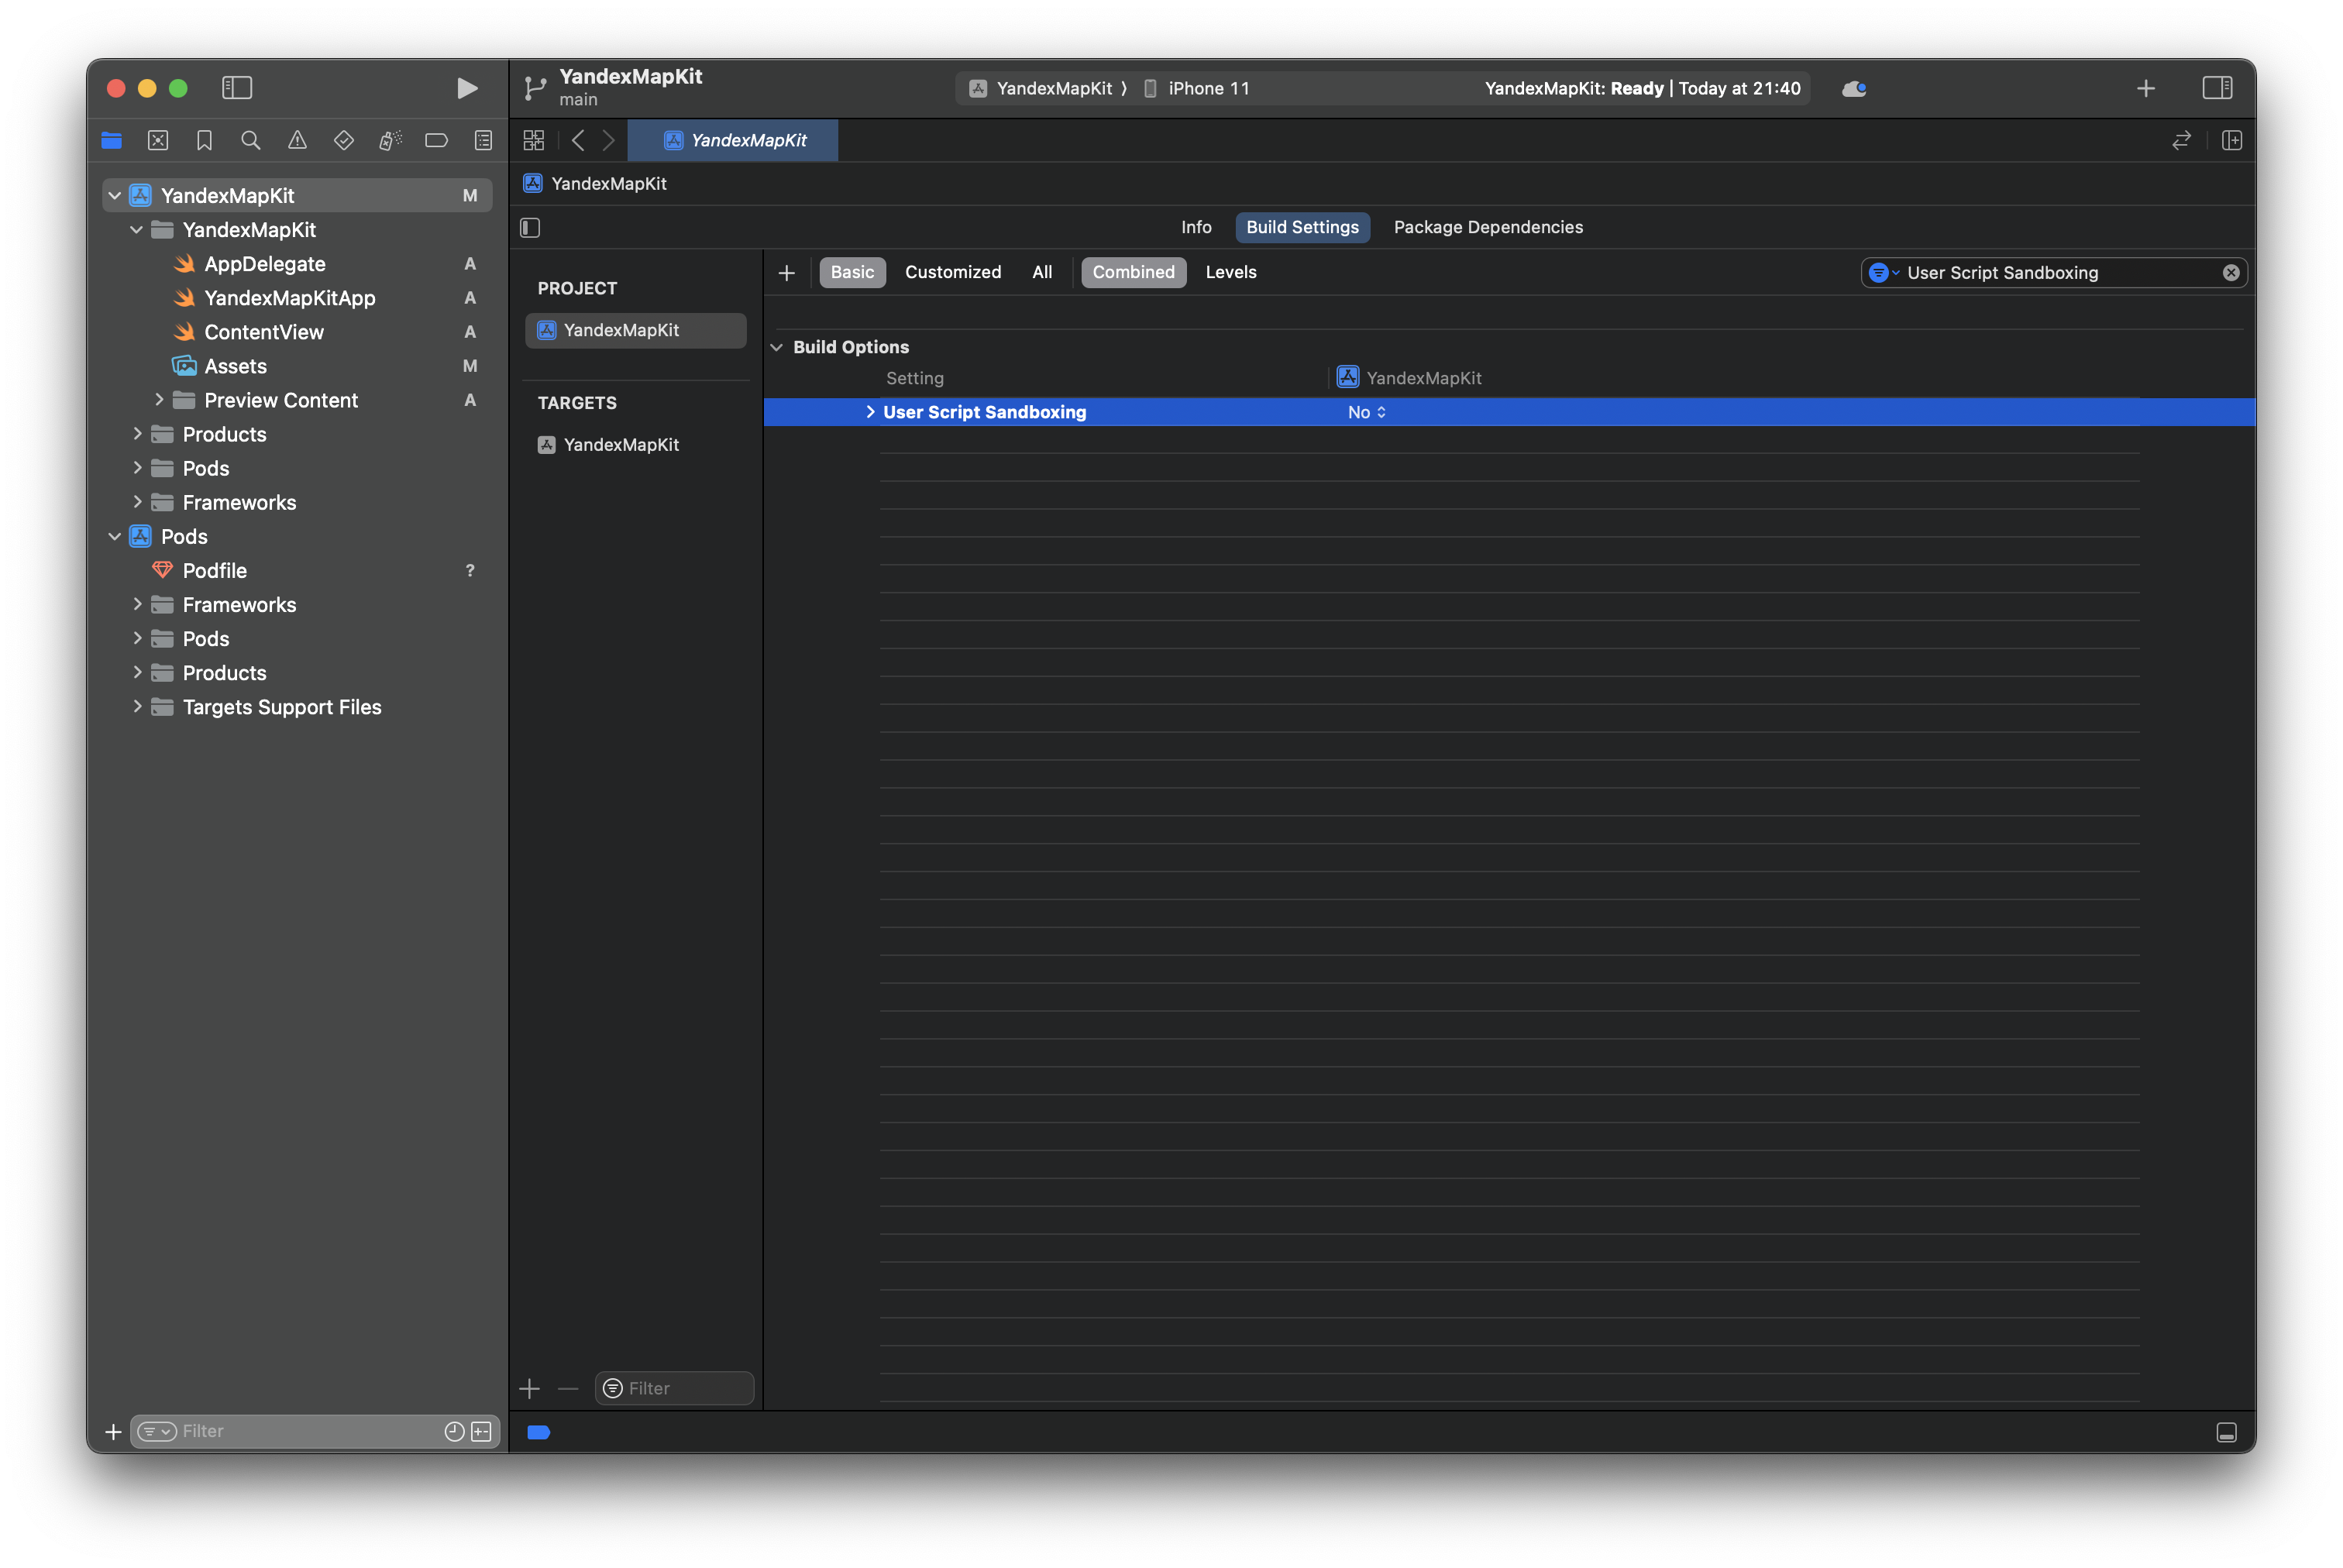 YandexMapKit
main
YandexMapKit ⟩ iPhone 11
YandexMapKit: Ready | Today at 21:40
YandexMapKit
YandexMapKit M
YandexMapKit
AppDelegate A
YandexMapKitApp A
ContentView A
Assets M
Preview Content A
Products
Pods
Frameworks
Pods
Podfile ?
Frameworks
Pods
Products
Targets Support Files
Filter
YandexMapKit
Info Build Settings Package Dependencies
PROJECT
YandexMapKit
TARGETS
YandexMapKit
Filter
Basic Customized All Combined Levels
User Script Sandboxing
Build Options
Setting YandexMapKit
User Script Sandboxing No